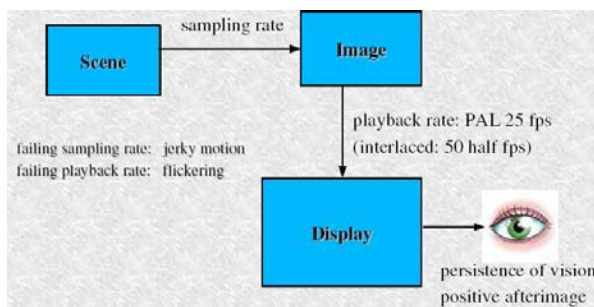 sampling rate
Scene
Image
playback rate: PAL 25 fps
(interlaced: 50 half fps)
failing sampling rate: jerky motion
failing playback rate: flickering
Display
persistence of vision
positive afterimage